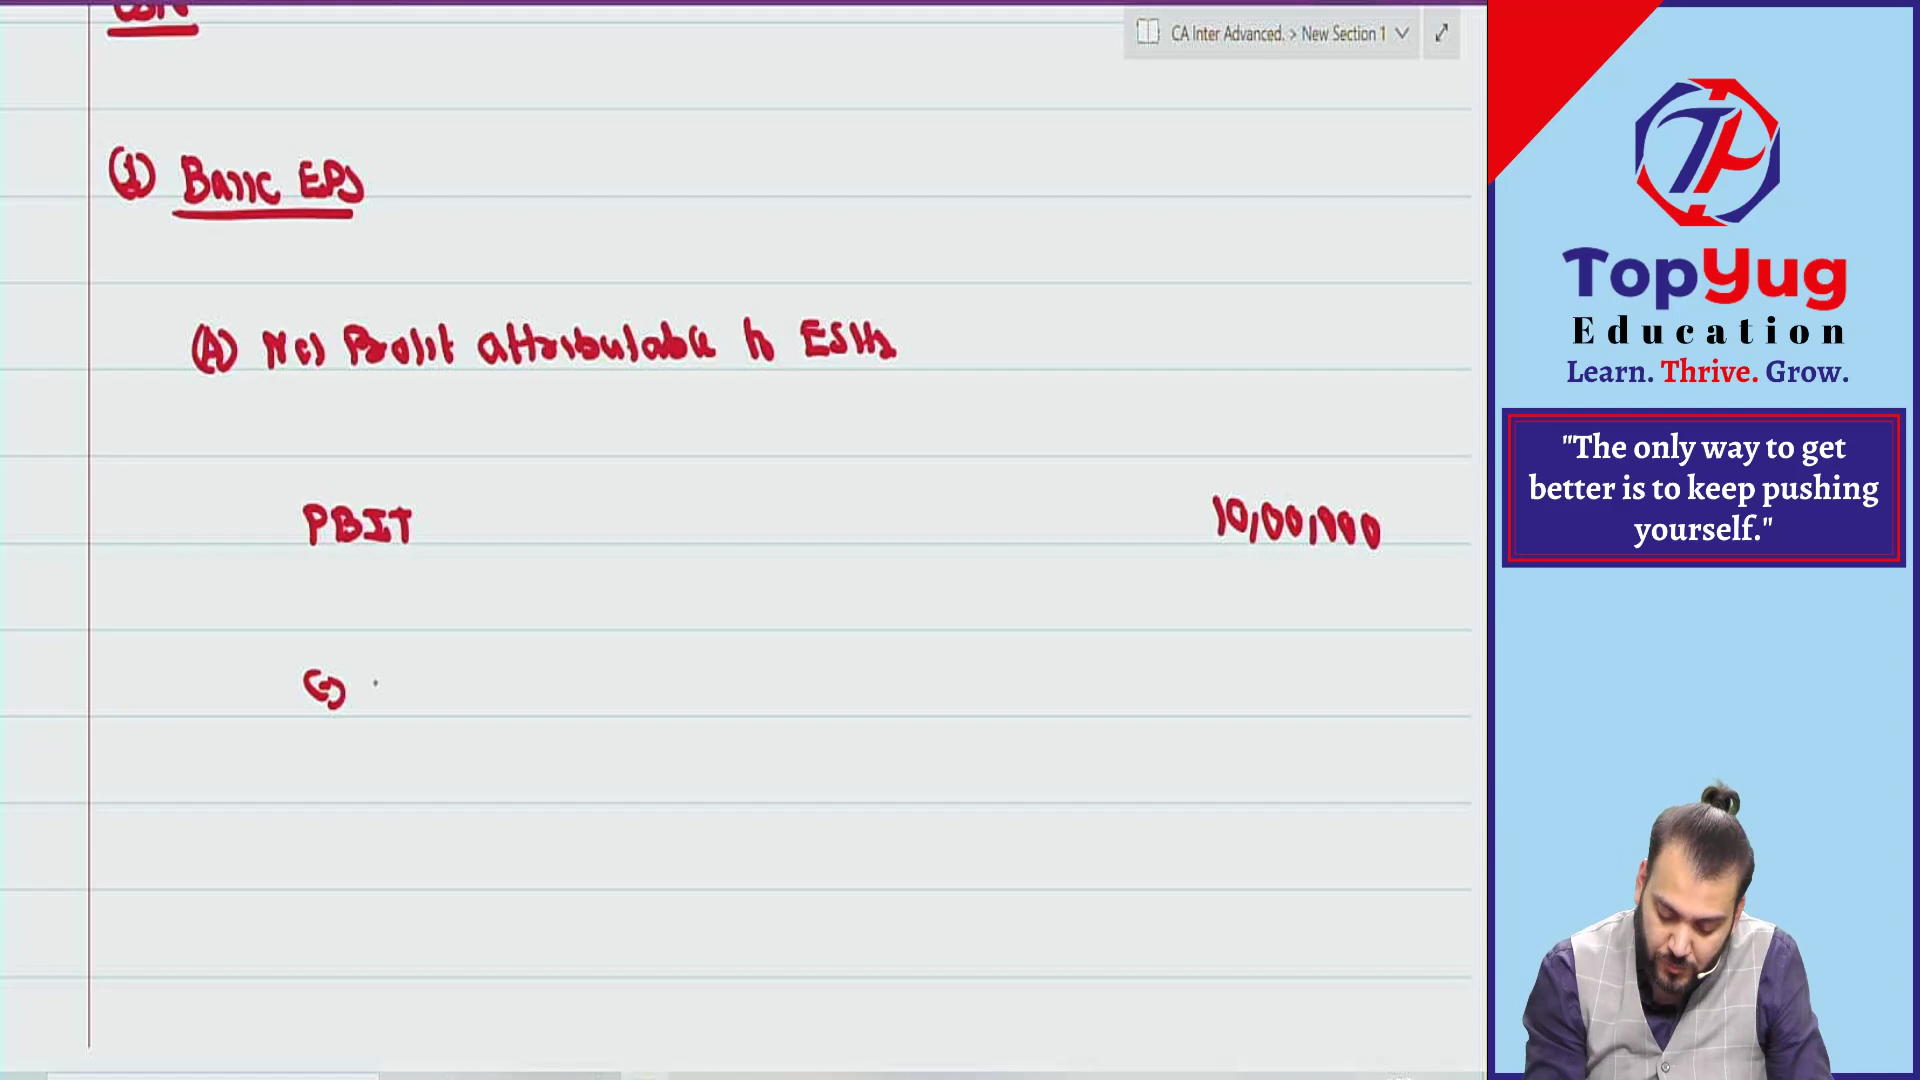 CA Inter Advanced. > New Section 1
(1) Basic EPS
(A) Net Profit attributable to ESHs
PBIT 10,00,000
(-)
TopYug
Education
Learn. Thrive. Grow.
"The only way to get
better is to keep pushing
yourself."